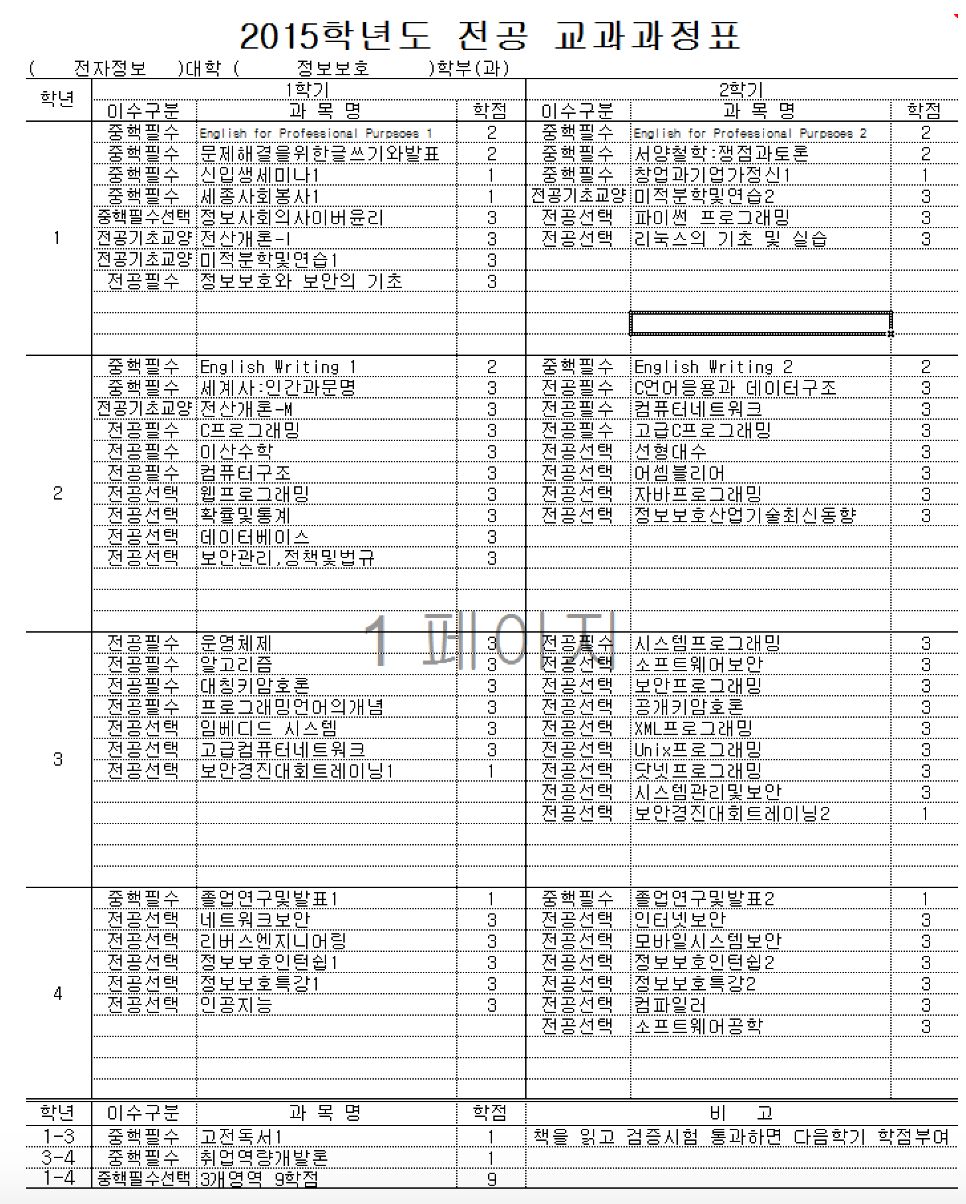 2015학년도 전공 교과과정표
( 전자정보 )대학 ( 정보보호 )학부(과)
학년 1학기 2학기
이수구분 과 목 명 학점 이수구분 과 목 명 학점
중핵필수 English for Professional Purpsoes 1 2 중핵필수 English for Professional Purpsoes 2 2
중핵필수 문제해결을위한글쓰기와발표 2 중핵필수 서양철학:쟁점과토론 2
중핵필수 신입생세미나1 1 중핵필수 창업과기업가정신1 1
중핵필수 세종사회봉사1 1 전공기초교양 미적분학및연습2 3
중핵필수선택 정보사회의사이버윤리 3 전공선택 파이썬 프로그래밍 3
1 전공기초교양 전산개론-I 3 전공선택 리눅스의 기초 및 실습 3
전공기초교양 미적분학및연습1 3
전공필수 정보보호와 보안의 기초 3
중핵필수 English Writing 1 2 중핵필수 English Writing 2 2
중핵필수 세계사:인간과문명 3 전공필수 C언어응용과 데이터구조 3
전공기초교양 전산개론-M 3 전공필수 컴퓨터네트워크 3
전공필수 C프로그래밍 3 전공필수 고급C프로그래밍 3
전공필수 이산수학 3 전공선택 선형대수 3
전공필수 컴퓨터구조 3 전공선택 어셈블리어 3
2 전공선택 웹프로그래밍 3 전공선택 자바프로그래밍 3
전공선택 확률및통계 3 전공선택 정보보호산업기술최신동향 3
전공선택 데이터베이스 3
전공선택 보안관리,정책및법규 3
1 페이지
전공필수 운영체제 3 전공필수 시스템프로그래밍 3
전공필수 알고리즘 3 전공선택 소프트웨어보안 3
전공필수 대칭키암호론 3 전공선택 보안프로그래밍 3
전공필수 프로그래밍언어의개념 3 전공선택 공개키암호론 3
전공선택 임베디드 시스템 3 전공선택 XML프로그래밍 3
3 전공선택 고급컴퓨터네트워크 3 전공선택 Unix프로그래밍 3
전공선택 보안경진대회트레이닝1 1 전공선택 닷넷프로그래밍 3
전공선택 시스템관리및보안 3
전공선택 보안경진대회트레이닝2 1
중핵필수 졸업연구및발표1 1 중핵필수 졸업연구및발표2 1
전공선택 네트워크보안 3 전공선택 인터넷보안 3
전공선택 리버스엔지니어링 3 전공선택 모바일시스템보안 3
전공선택 정보보호인턴쉽1 3 전공선택 정보보호인턴쉽2 3
4 전공선택 정보보호특강1 3 전공선택 정보보호특강2 3
전공선택 인공지능 3 전공선택 컴파일러 3
전공선택 소프트웨어공학 3
학년 이수구분 과 목 명 학점 비 고
1-3 중핵필수 고전독서1 1 책을 읽고 검증시험 통과하면 다음학기 학점부여
3-4 중핵필수 취업역량개발론 1
1-4 중핵필수선택 3개영역 9학점 9